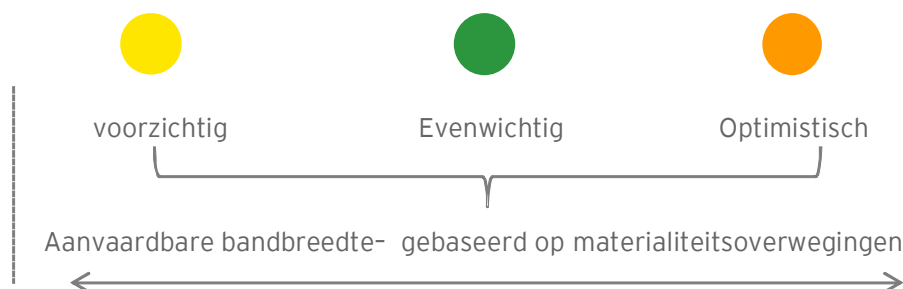 voorzichtig Evenwichtig Optimistisch
Aanvaardbare bandbreedte- gebaseerd op materialiteitsoverwegingen